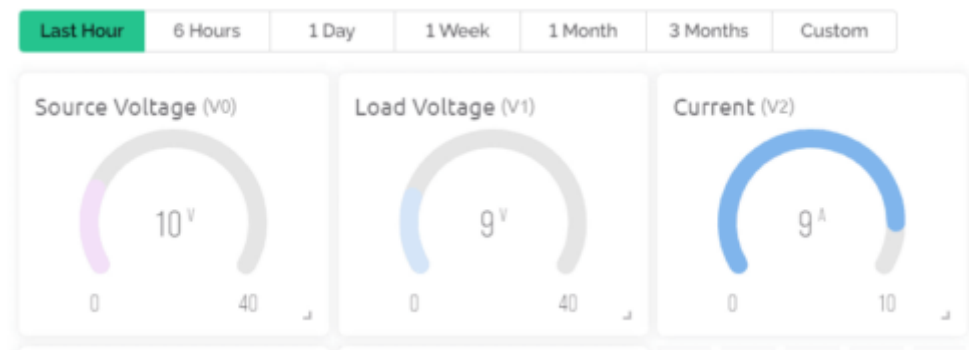 Last Hour 6 Hours 1 Day 1 Week 1 Month 3 Months Custom
Source Voltage (V0)
10 V
0 40
Load Voltage (V1)
9 V
0 40
Current (V2)
9 A
0 10